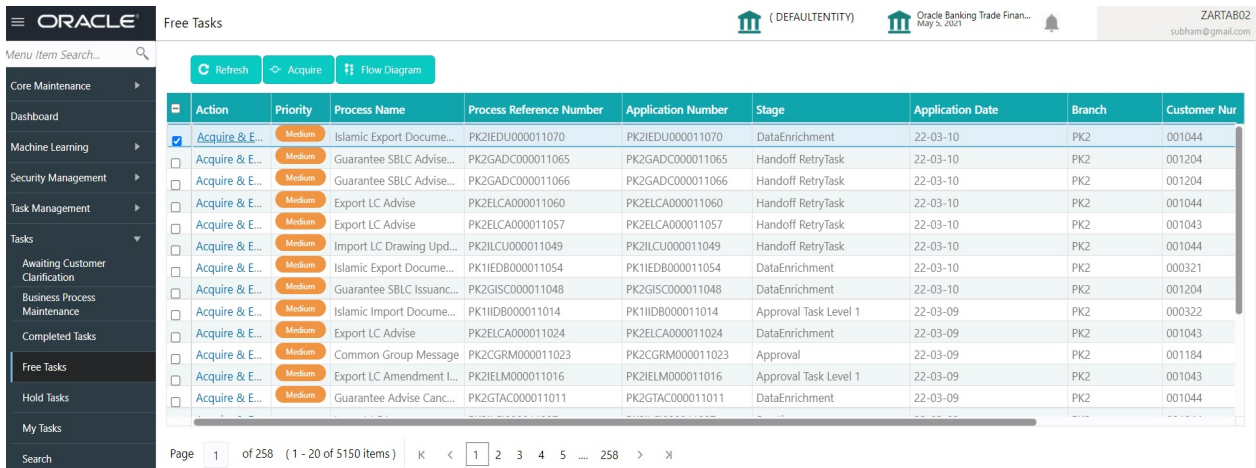 ORACLE
Free Tasks
( DEFAULTENTITY)
Oracle Banking Trade Finan...
May 5, 2021
ZARTAB02
subham@gmail.com
Menu Item Search...
Core Maintenance
Dashboard
Machine Learning
Security Management
Task Management
Tasks
Awaiting Customer
Clarification
Business Process
Maintenance
Completed Tasks
Free Tasks
Hold Tasks
My Tasks
Search
Refresh Acquire Flow Diagram
Action Priority Process Name Process Reference Number Application Number Stage Application Date Branch Customer Nur
Acquire & E... Medium Islamic Export Docume... PK2IEDU000011070 PK2IEDU000011070 DataEnrichment 22-03-10 PK2 001044
Acquire & E... Medium Guarantee SBLC Advise... PK2GADC000011065 PK2GADC000011065 Handoff RetryTask 22-03-10 PK2 001204
Acquire & E... Medium Guarantee SBLC Advise... PK2GADC000011066 PK2GADC000011066 Handoff RetryTask 22-03-10 PK2 001204
Acquire & E... Medium Export LC Advise PK2ELCA000011060 PK2ELCA000011060 Handoff RetryTask 22-03-10 PK2 001044
Acquire & E... Medium Export LC Advise PK2ELCA000011057 PK2ELCA000011057 Handoff RetryTask 22-03-10 PK2 001043
Acquire & E... Medium Import LC Drawing Upd... PK2ILCU000011049 PK2ILCU000011049 Handoff RetryTask 22-03-10 PK2 001044
Acquire & E... Medium Islamic Export Docume... PK1IEDB000011054 PK1IEDB000011054 DataEnrichment 22-03-10 PK2 000321
Acquire & E... Medium Guarantee SBLC Issuanc... PK2GISC000011048 PK2GISC000011048 DataEnrichment 22-03-10 PK2 001204
Acquire & E... Medium Islamic Import Docume... PK1IIDB000011014 PK1IIDB000011014 Approval Task Level 1 22-03-09 PK2 000322
Acquire & E... Medium Export LC Advise PK2ELCA000011024 PK2ELCA000011024 DataEnrichment 22-03-09 PK2 001043
Acquire & E... Medium Common Group Message PK2CGRM000011023 PK2CGRM000011023 Approval 22-03-09 PK2 001184
Acquire & E... Medium Export LC Amendment I... PK2IELM000011016 PK2IELM000011016 Approval Task Level 1 22-03-09 PK2 001043
Acquire & E... Medium Guarantee Advise Canc... PK2GTAC000011011 PK2GTAC000011011 DataEnrichment 22-03-09 PK2 001044
Page 1 of 258 ( 1 - 20 of 5150 items ) 1 2 3 4 5 ... 258